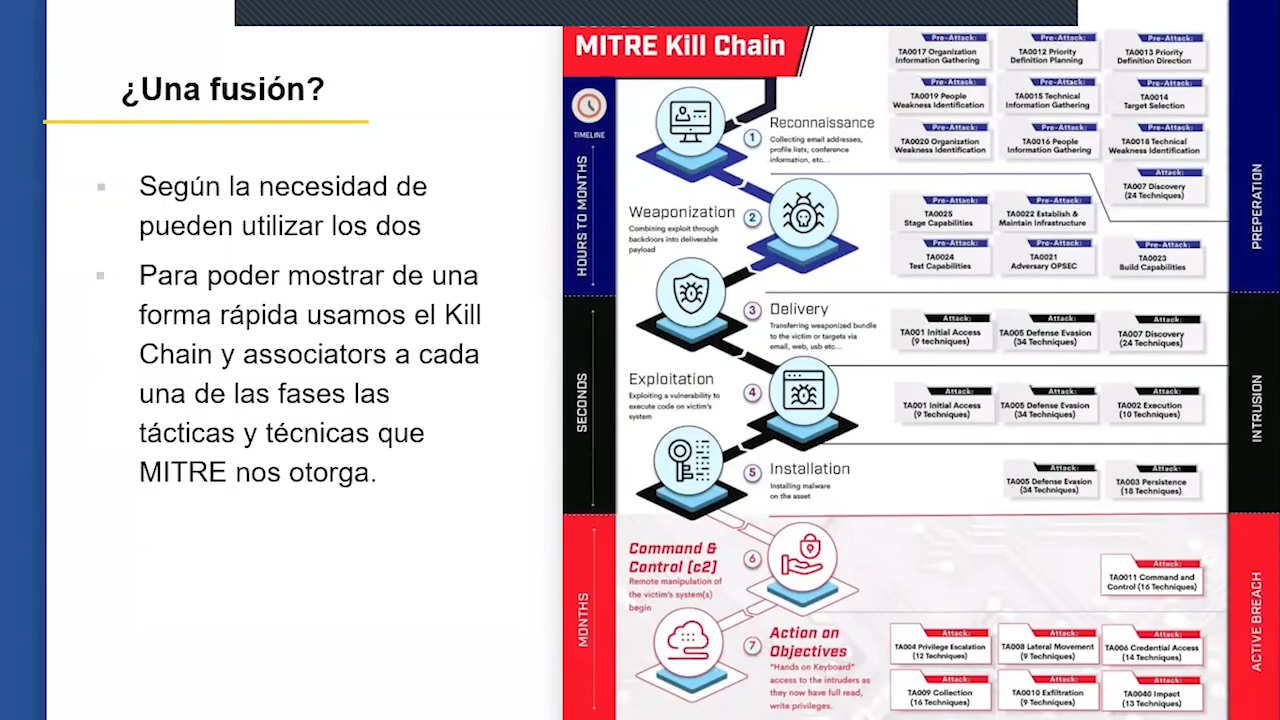 ¿Una fusión?
Según la necesidad de
pueden utilizar los dos
Para poder mostrar de una
forma rápida usamos el Kill
Chain y associators a cada
una de las fases las
tácticas y técnicas que
MITRE nos otorga.
MITRE Kill Chain
TIMELINE
HOURS TO MONTHS
SECONDS
MONTHS
1
Reconnaissance
Collecting email addresses,
profile lists, conference
information, etc...
Pre-Attack:
TA0017 Organization
Information Gathering
Pre-Attack:
TA0012 Priority
Definition Planning
Pre-Attack:
TA0013 Priority
Definition Direction
Pre-Attack:
TA0019 People
Weakness Identification
Pre-Attack:
TA0015 Technical
Information Gathering
Pre-Attack:
TA0014
Target Selection
Pre-Attack:
TA0020 Organization
Weakness Identification
Pre-Attack:
TA0016 People
Information Gathering
Pre-Attack:
TA0018 Technical
Weakness Identification
Attack:
TA007 Discovery
(24 Techniques)
Weaponization
2
Combining exploit through
backdoors into deliverable
payload
Pre-Attack:
TA0025
Stage Capabilities
Pre-Attack:
TA0022 Establish &
Maintain Infrastructure
Pre-Attack:
TA0024
Test Capabilities
Pre-Attack:
TA0021
Adversary OPSEC
Pre-Attack:
TA0023
Build Capabilities
3
Delivery
Transferring weaponized bundle
to the victim or targets via
email, web, usb etc...
Attack:
TA001 Initial Access
(9 techniques)
Attack:
TA005 Defense Evasion
(34 Techniques)
Attack:
TA007 Discovery
(24 Techniques)
Exploitation
4
Exploiting a vulnerability to
execute code on victim's
system
Attack:
TA001 Initial Access
(9 Techniques)
Attack:
TA005 Defense Evasion
(34 Techniques)
Attack:
TA002 Execution
(10 Techniques)
5
Installation
Installing malware
on the asset
Attack:
TA005 Defense Evasion
(34 Techniques)
Attack:
TA003 Persistence
(18 Techniques)
Command &
Control (c2)
6
Remote manipulation of
the victim's system(s)
begin
Attack:
TA0011 Command and
Control (16 Techniques)
7
Action on
Objectives
"Hands on Keyboard"
access to the intruders as
they now have full read,
write privileges.
Attack:
TA004 Privilege Escalation
(12 Techniques)
Attack:
TA008 Lateral Movement
(9 Techniques)
Attack:
TA006 Credential Access
(14 Techniques)
Attack:
TA009 Collection
(16 Techniques)
Attack:
TA0010 Exfiltration
(9 Techniques)
Attack:
TA0040 Impact
(13 Techniques)
PREPERATION
INTRUSION
ACTIVE BREACH